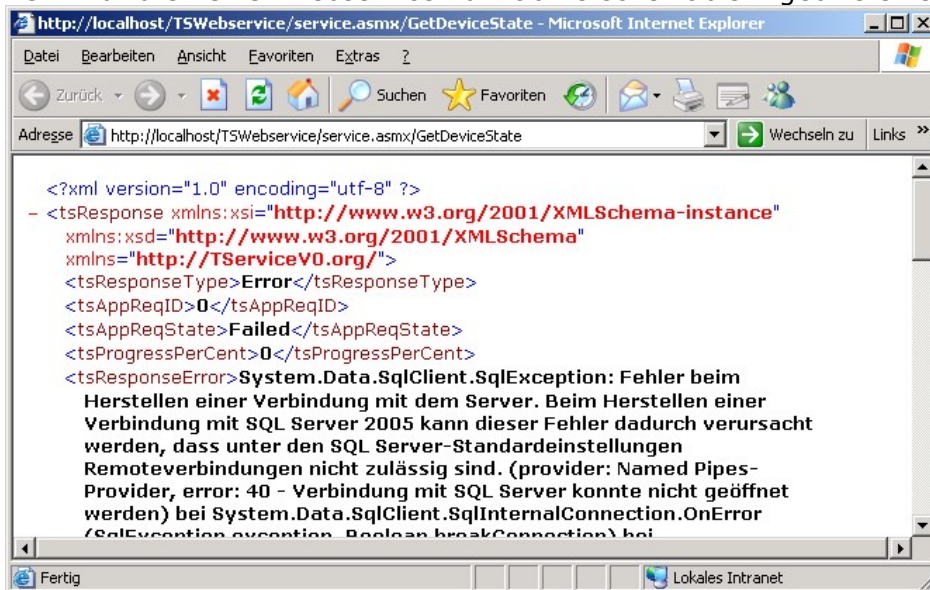 http://localhost/TSWebservice/service.asmx/GetDeviceState - Microsoft Internet Explorer
Datei Bearbeiten Ansicht Favoriten Extras ?
Zurück Suchen Favoriten
Adresse http://localhost/TSWebservice/service.asmx/GetDeviceState Wechseln zu Links »
<?xml version="1.0" encoding="utf-8" ?>
- <tsResponse xmlns:xsi="http://www.w3.org/2001/XMLSchema-instance"
xmlns:xsd="http://www.w3.org/2001/XMLSchema"
xmlns="http://TServiceV0.org/">
<tsResponseType>Error</tsResponseType>
<tsAppReqID>0</tsAppReqID>
<tsAppReqState>Failed</tsAppReqState>
<tsProgressPerCent>0</tsProgressPerCent>
<tsResponseError>System.Data.SqlClient.SqlException: Fehler beim
Herstellen einer Verbindung mit dem Server. Beim Herstellen einer
Verbindung mit SQL Server 2005 kann dieser Fehler dadurch verursacht
werden, dass unter den SQL Server-Standardeinstellungen
Remoteverbindungen nicht zulässig sind. (provider: Named Pipes-
Provider, error: 40 - Verbindung mit SQL Server konnte nicht geöffnet
werden) bei System.Data.SqlClient.SqlInternalConnection.OnError
(SqlException exception, Boolean breakConnection) bei
Fertig Lokales Intranet